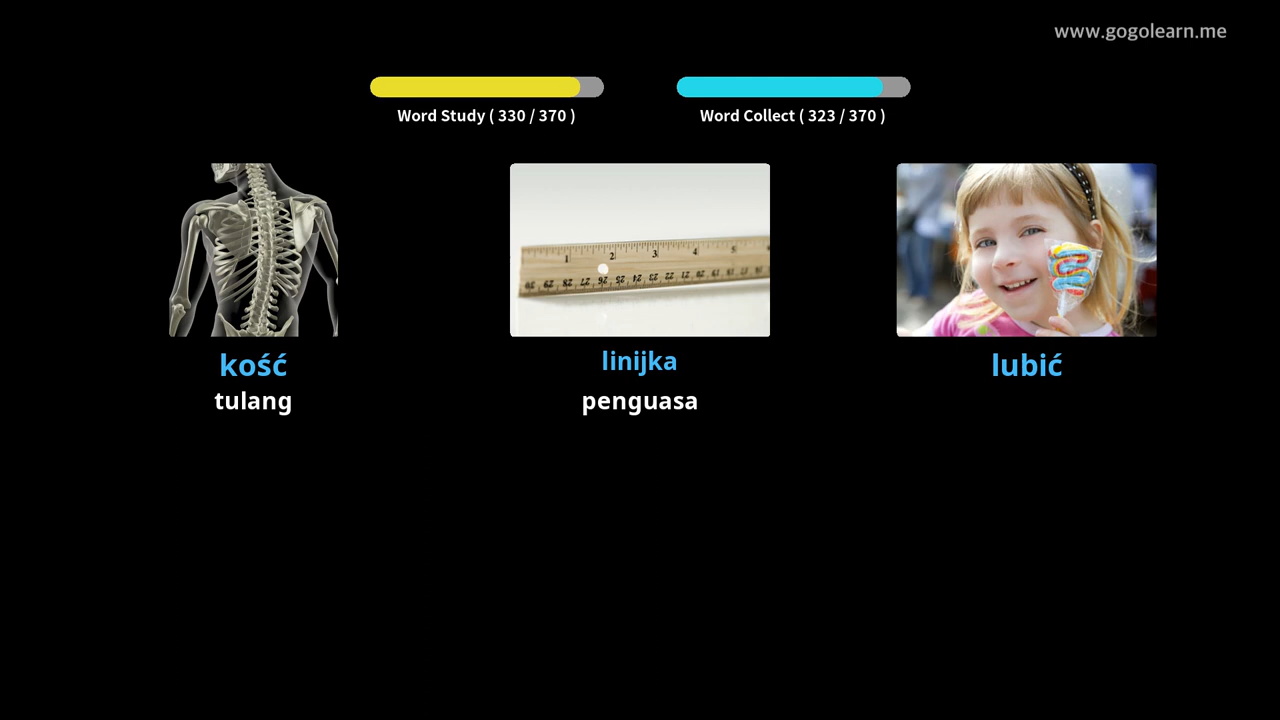 www.gogolearn.me
Word Study ( 330 / 370 )
Word Collect ( 323 / 370 )
kość
linijka
lubić
tulang
penguasa